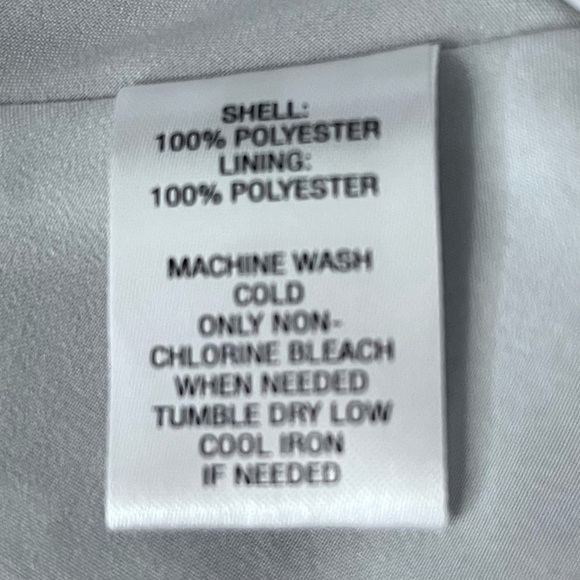 SHELL:
100% POLYESTER
LINING:
100% POLYESTER
MACHINE WASH
COLD
ONLY NON-
CHLORINE BLEACH
WHEN NEEDED
TUMBLE DRY LOW
COOL IRON
IF NEEDED